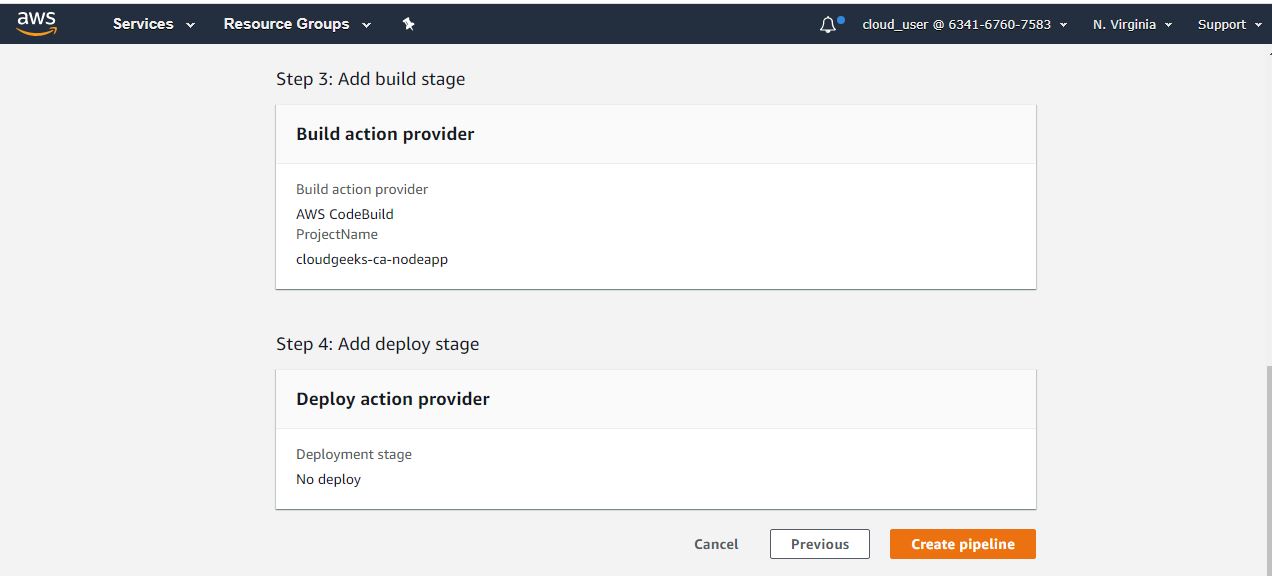 aws Services Resource Groups cloud_user @ 6341-6760-7583 N. Virginia Support
Step 3: Add build stage
Build action provider
Build action provider
AWS CodeBuild
ProjectName
cloudgeeks-ca-nodeapp
Step 4: Add deploy stage
Deploy action provider
Deployment stage
No deploy
Cancel Previous Create pipeline